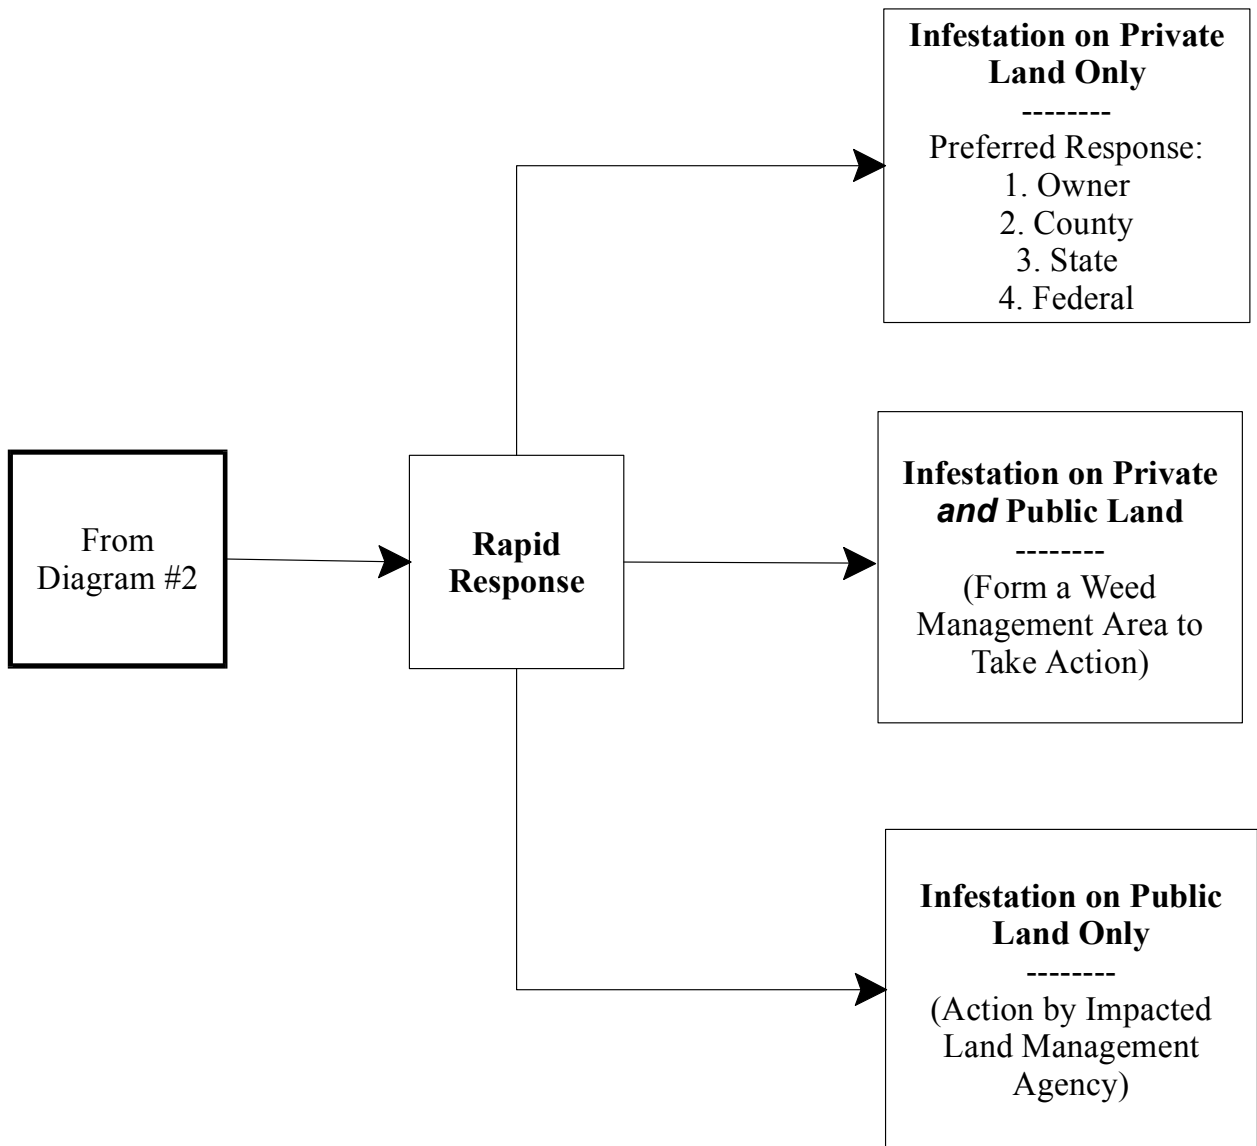 From
Diagram #2
Rapid
Response
Infestation on Private
Land Only
--------
Preferred Response:
1. Owner
2. County
3. State
4. Federal
Infestation on Private
and Public Land
--------
(Form a Weed
Management Area to
Take Action)
Infestation on Public
Land Only
--------
(Action by Impacted
Land Management
Agency)